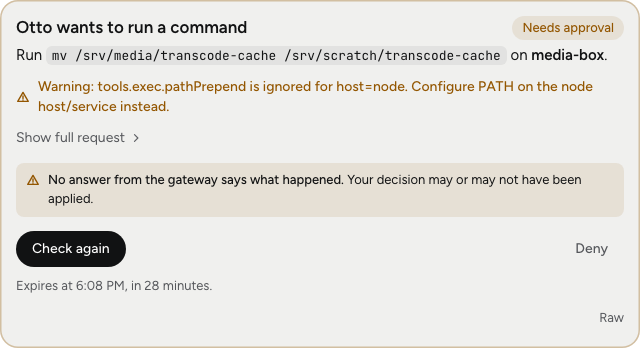 Otto wants to run a command
Needs approval
Run mv /srv/media/transcode-cache /srv/scratch/transcode-cache on media-box.
Warning: tools.exec.pathPrepend is ignored for host=node. Configure PATH on the node
host/service instead.
Show full request
No answer from the gateway says what happened. Your decision may or may not have been
applied.
Check again
Deny
Expires at 6:08 PM, in 28 minutes.
Raw